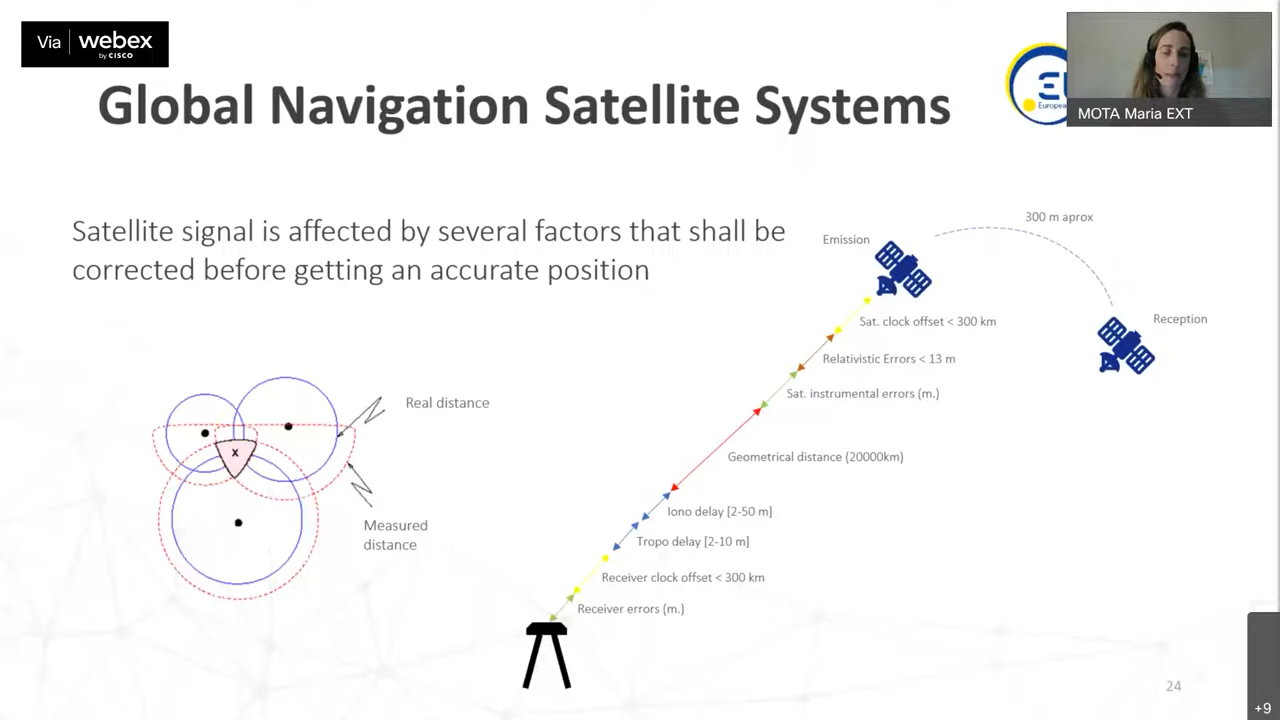 Via webex
by CISCO
Global Navigation Satellite Systems
MOTA Maria EXT
Satellite signal is affected by several factors that shall be
corrected before getting an accurate position
300 m aprox
Emission
Reception
Sat. clock offset < 300 km
Relativistic Errors < 13 m
Sat. instrumental errors (m.)
Real distance
x
Geometrical distance (20000km)
Measured
distance
Iono delay [2-50 m]
Tropo delay [2-10 m]
Receiver clock offset < 300 km
Receiver errors (m.)
24
+9